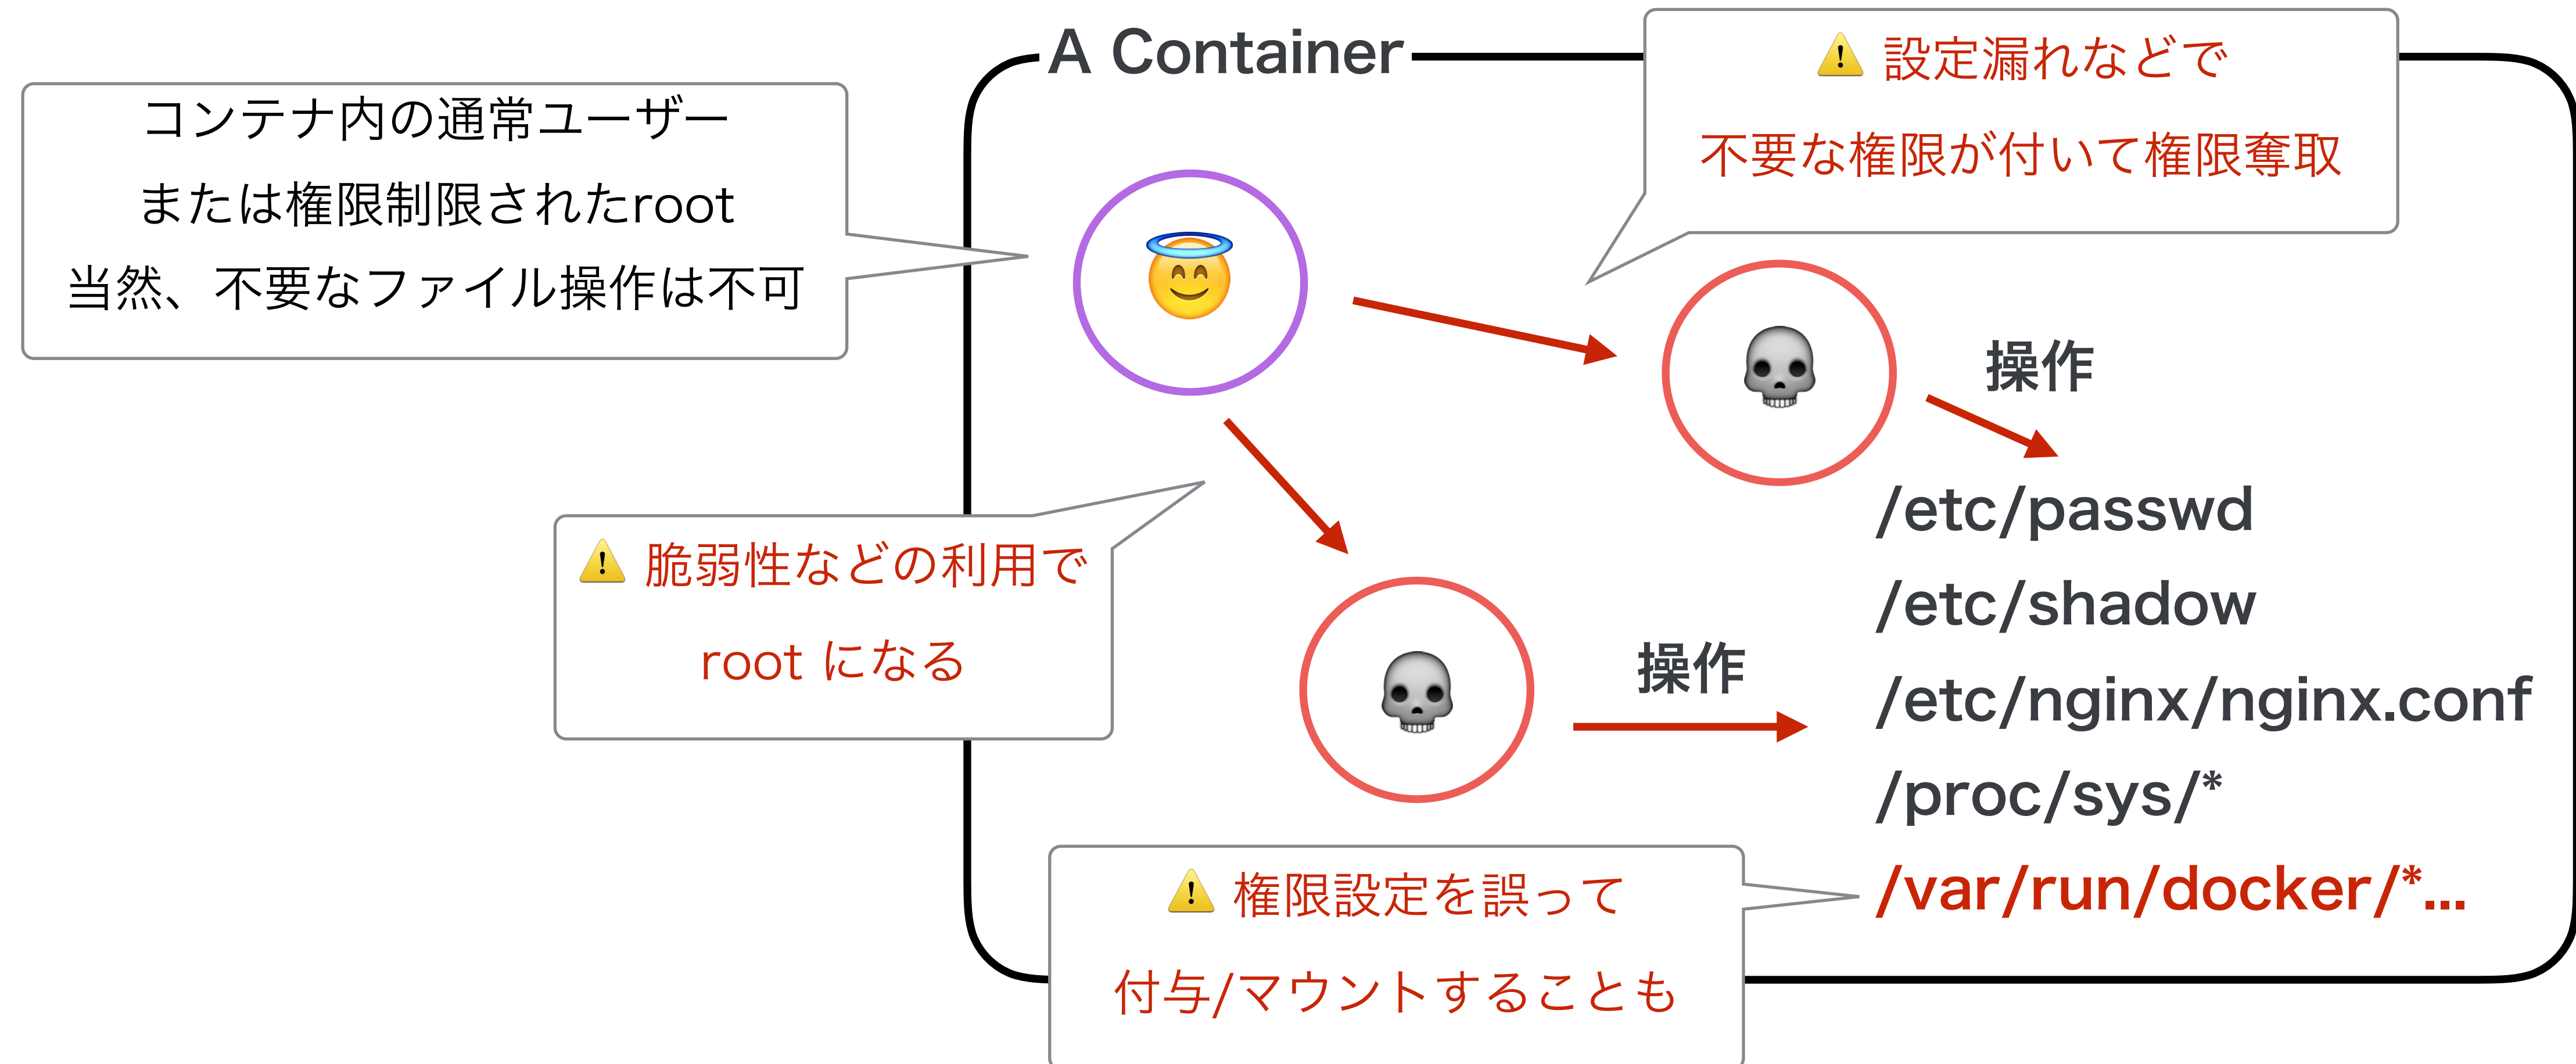 A Container
コンテナ内の通常ユーザー
または権限制限されたroot
当然、不要なファイル操作は不可
⚠️ 設定漏れなどで
不要な権限が付いて権限奪取
操作
⚠️ 脆弱性などの利用で
root になる
操作
/etc/passwd
/etc/shadow
/etc/nginx/nginx.conf
/proc/sys/*
/var/run/docker/*...
⚠️ 権限設定を誤って
付与/マウントすることも